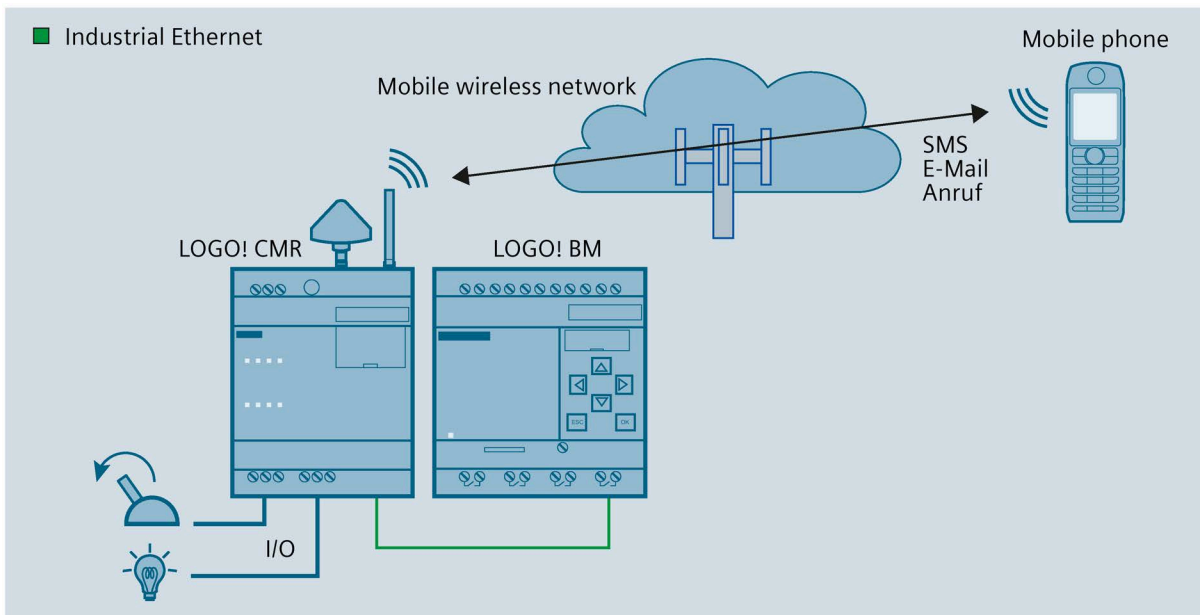 Industrial Ethernet
Mobile phone
Mobile wireless network
SMS
E-Mail
Anruf
LOGO! CMR
LOGO! BM
ESC
OK
I/O